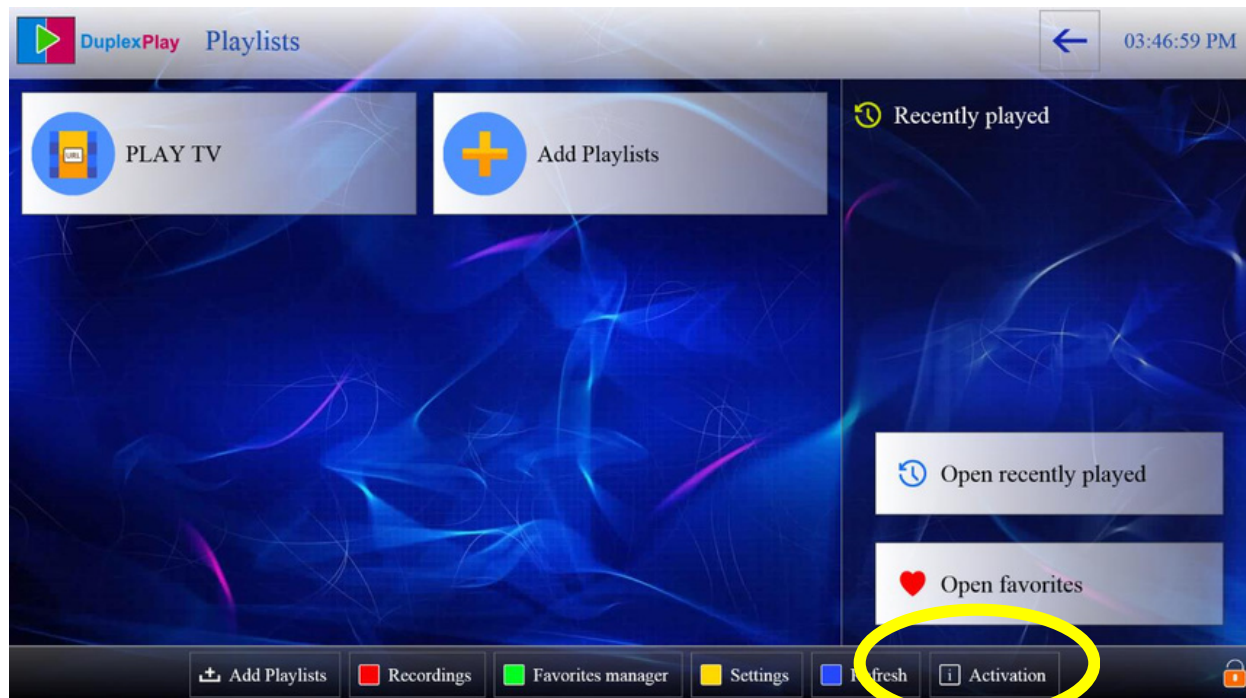 DuplexPlay Playlists 03:46:59 PM
URL PLAY TV
Add Playlists
Recently played
Open recently played
Open favorites
Add Playlists Recordings Favorites manager Settings i Activation